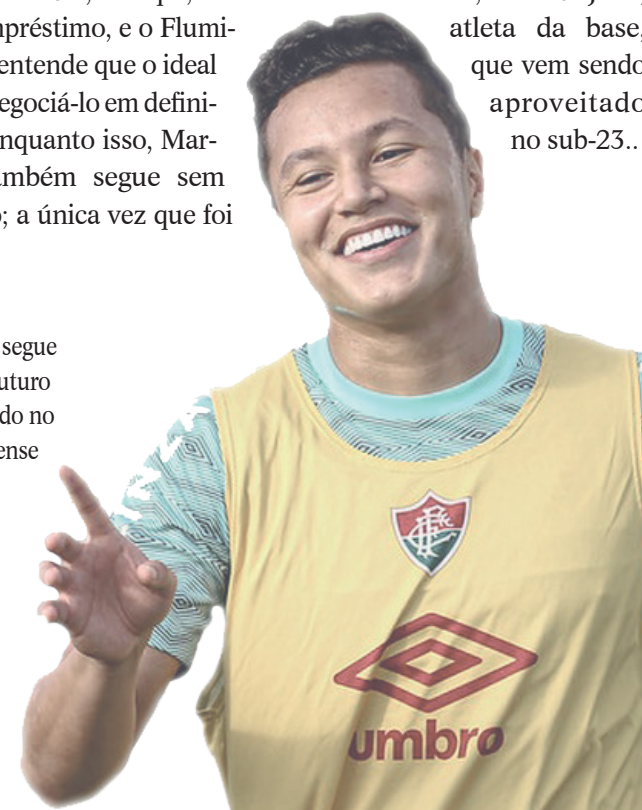 préstimo, e o Flumi-
entende que o ideal
egociá-lo em defini-
nquanto isso, Mar-
ambém segue sem
; a única vez que foi
atleta da base,
que vem sendo
aproveitado
no sub-23..
segue
uturo
do no
ense
umbro